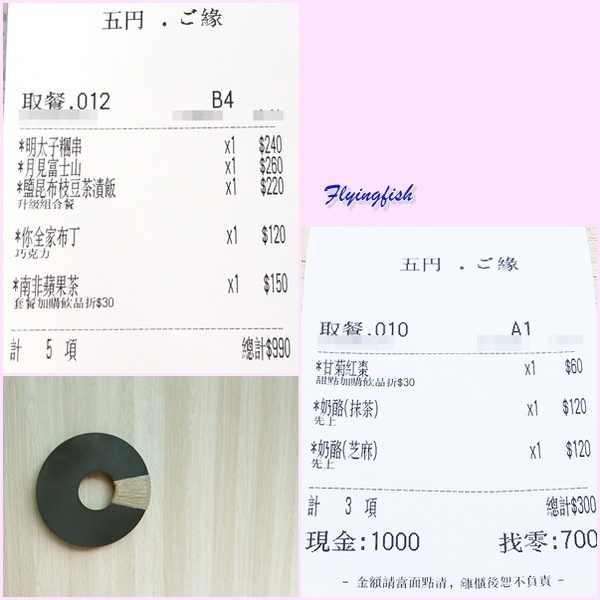 五円 . ご緣
取餐.012 B4
*明太子糰串 x1 $240
*月見富士山 x1 $260
*鹽昆布枝豆茶漬飯 x1 $220
升級組合餐
*你全家布丁 x1 $120
巧克力
*南非蘋果茶 x1 $150
套餐加購飲品折$30
計 5 項 總計$990
Flyingfish
五円 . ご緣
取餐.010 A1
*甘菊紅棗 x1 $60
甜點加購飲品折$30
*奶酪(抹茶) x1 $120
先上
*奶酪(芝麻) x1 $120
先上
計 3 項 總計$300
現金:1000 找零:700
- 金額請當面點清，離櫃後恕不負責 -